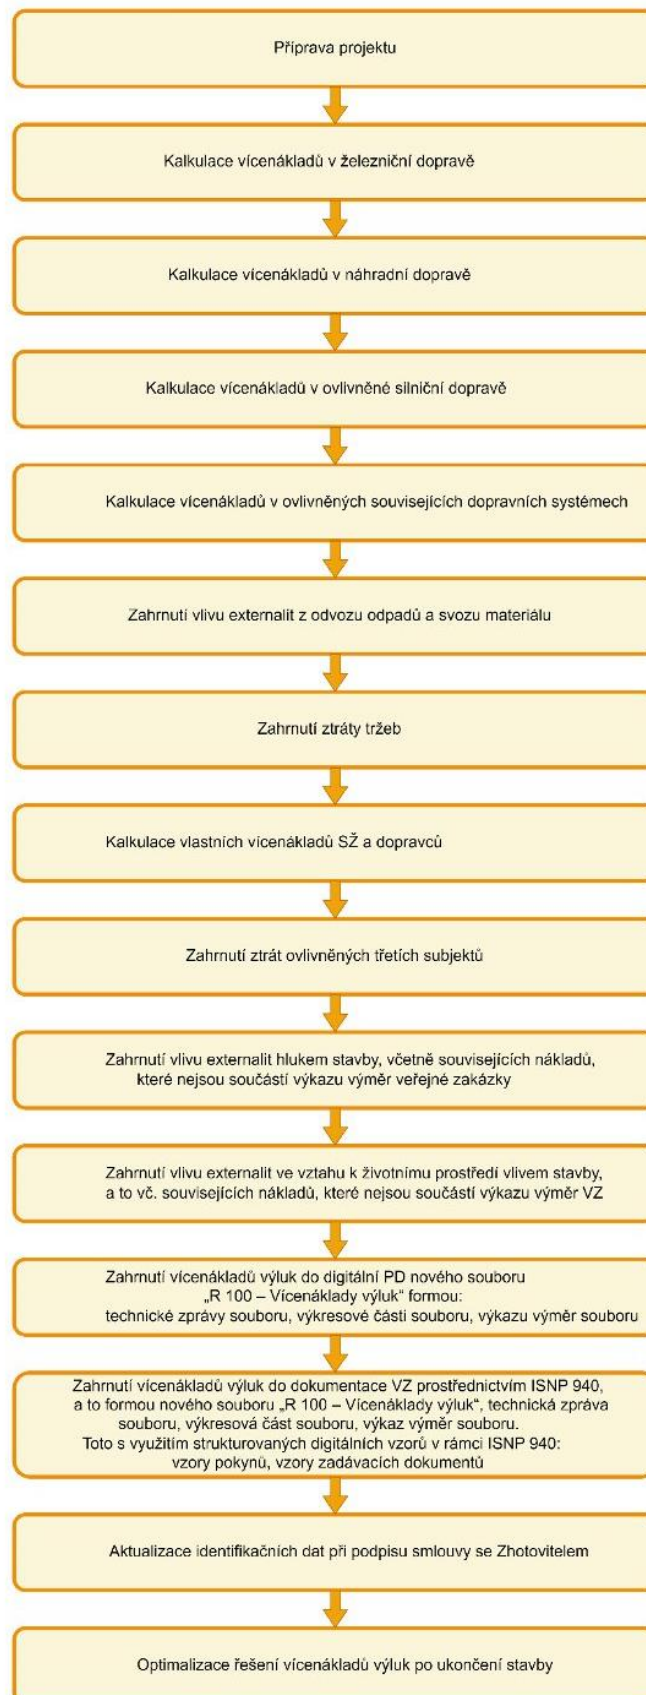 Příprava projektu
Kalkulace vícenákladů v železniční dopravě
Kalkulace vícenákladů v náhradní dopravě
Kalkulace vícenákladů v ovlivněné silniční dopravě
Kalkulace vícenákladů v ovlivněných souvisejících dopravních systémech
Zahrnutí vlivu externalit z odvozu odpadů a svozu materiálu
Zahrnutí ztráty tržeb
Kalkulace vlastních vícenákladů SŽ a dopravců
Zahrnutí ztrát ovlivněných třetích subjektů
Zahrnutí vlivu externalit hlukem stavby, včetně souvisejících nákladů,
které nejsou součástí výkazu výměr veřejné zakázky
Zahrnutí vlivu externalit ve vztahu k životnímu prostředí vlivem stavby,
a to vč. souvisejících nákladů, které nejsou součástí výkazu výměr VZ
Zahrnutí vícenákladů výluk do digitální PD nového souboru
„R 100 – Vícenáklady výluk“ formou:
technické zprávy souboru, výkresové části souboru, výkazu výměr souboru
Zahrnutí vícenákladů výluk do dokumentace VZ prostřednictvím ISNP 940,
a to formou nového souboru „R 100 – Vícenáklady výluk“, technická zpráva
souboru, výkresová část souboru, výkaz výměr souboru.
Toto s využitím strukturovaných digitálních vzorů v rámci ISNP 940:
vzory pokynů, vzory zadávacích dokumentů
Aktualizace identifikačních dat při podpisu smlouvy se Zhotovitelem
Optimalizace řešení vícenákladů výluk po ukončení stavby